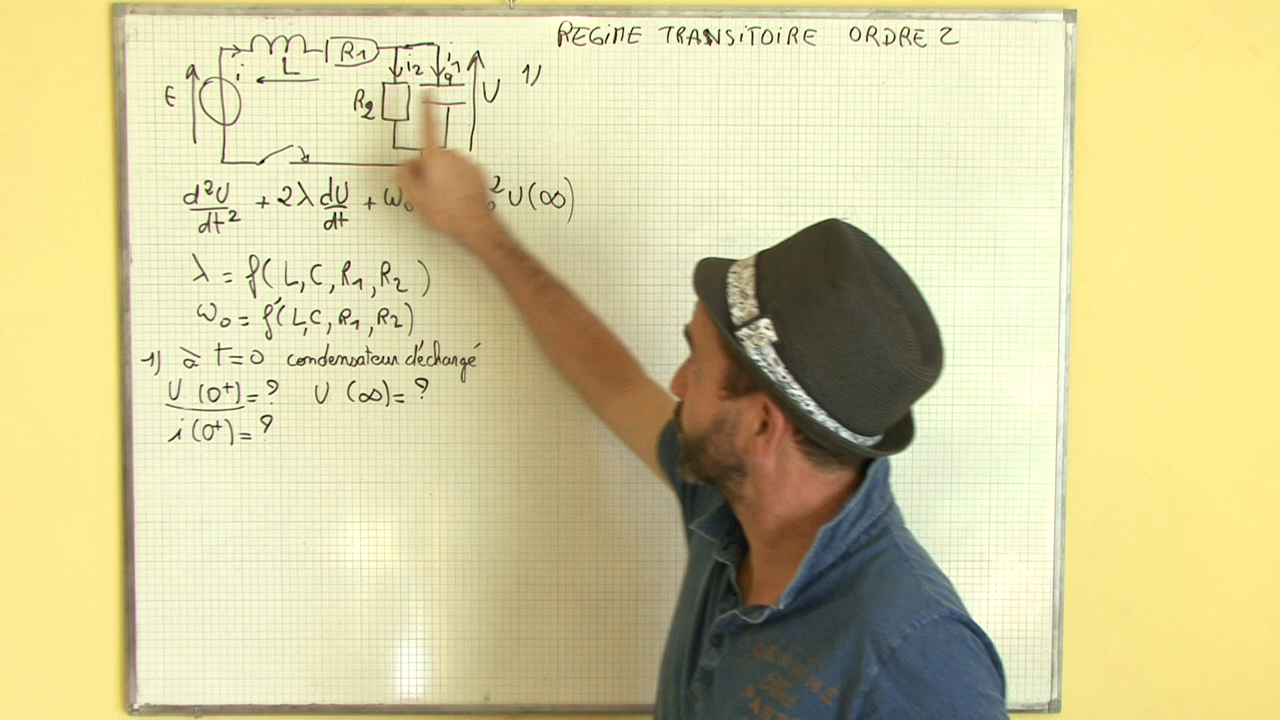 REGIME TRANSITOIRE ORDRE 2
i L R1 i2 i1
E R2 q U 1)
d²U/dt² + 2λ dU/dt + ω₀ ₀² U(∞)
λ = f(L, C, R1, R2)
ω₀ = f'(L, C, R1, R2)
1) à t=0 condensateur déchargé
U(0⁺)=? U(∞)=?
i(0⁺)=?